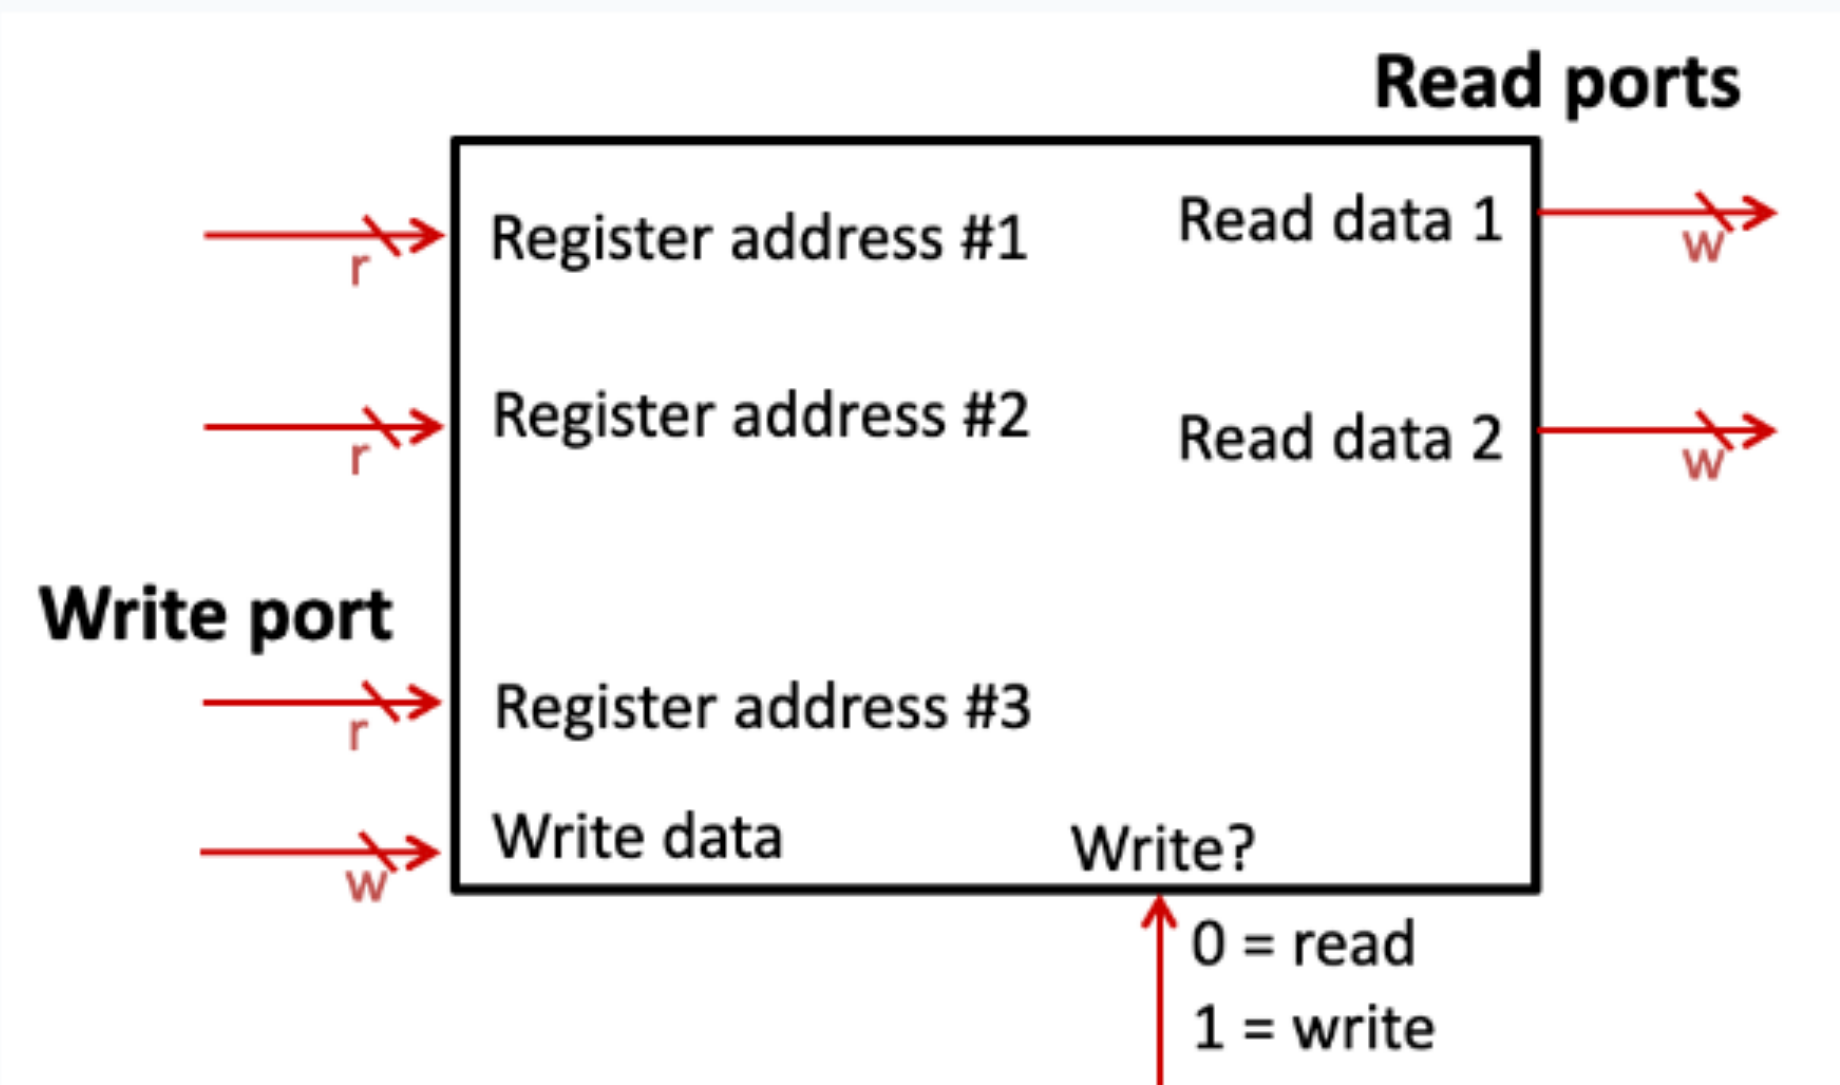 Read ports
Register address #1
Read data 1
r
w
Register address #2
Read data 2
r
w
Write port
Register address #3
r
Write data
Write?
w
0 = read
1 = write